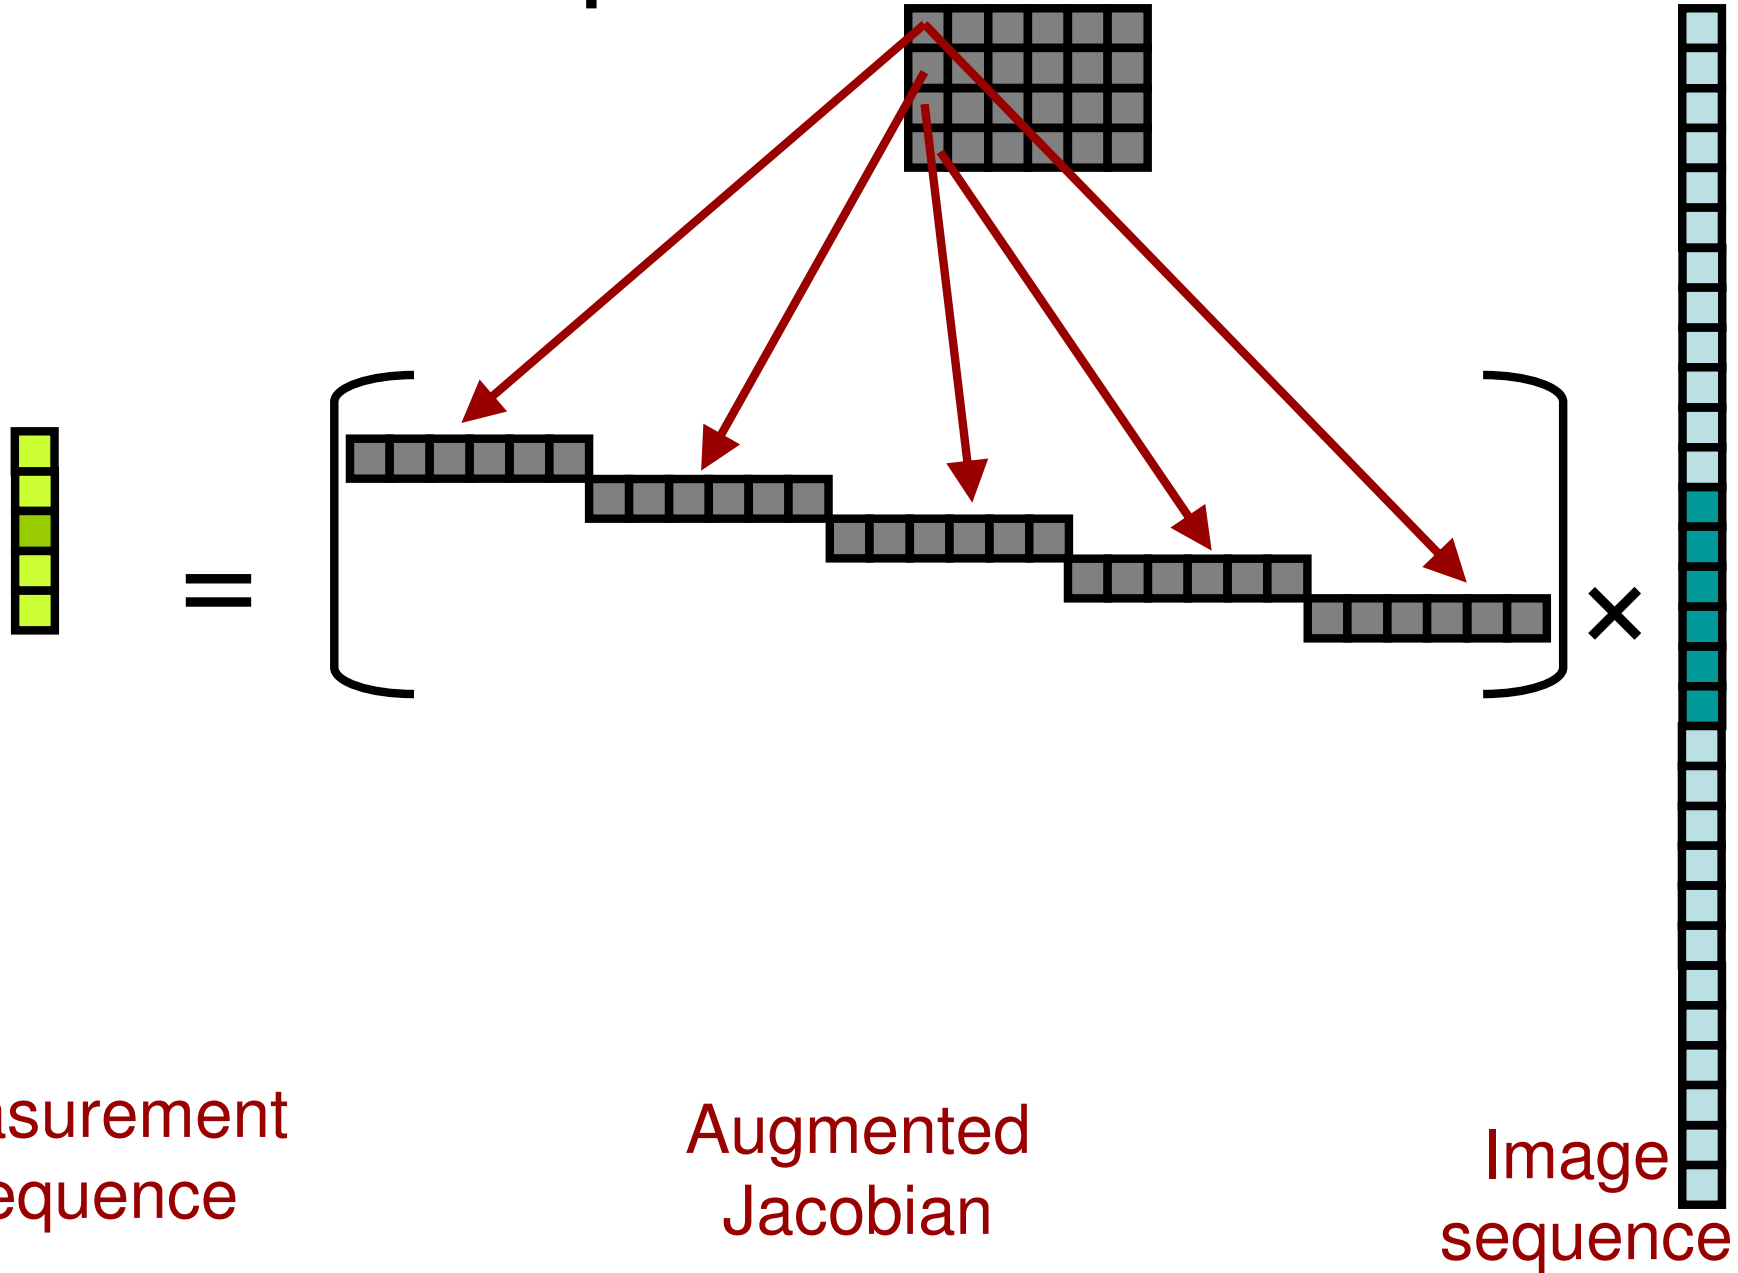 =
×
asurement
equence
Augmented
Jacobian
Image
sequence